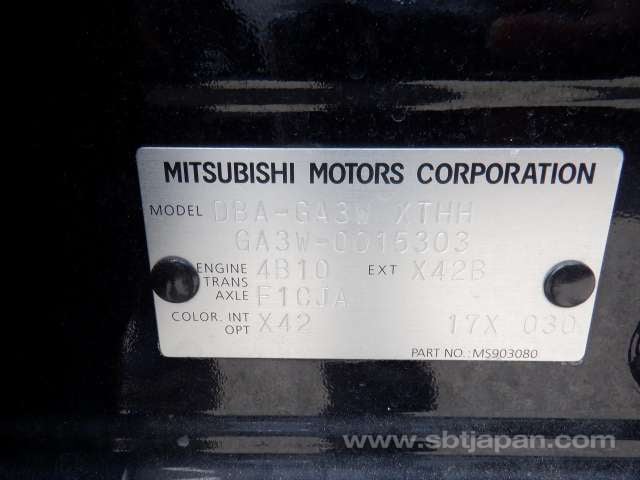 MITSUBISHI MOTORS CORPORATION
MODEL DBA-GA3W XTHH
GA3W-0015303
ENGINE 4B10 EXT X42B
TRANS
AXLE F1CJA
COLOR. INT X42 17X 030
OPT
PART NO.: MS903080
www.sbtjapan.com